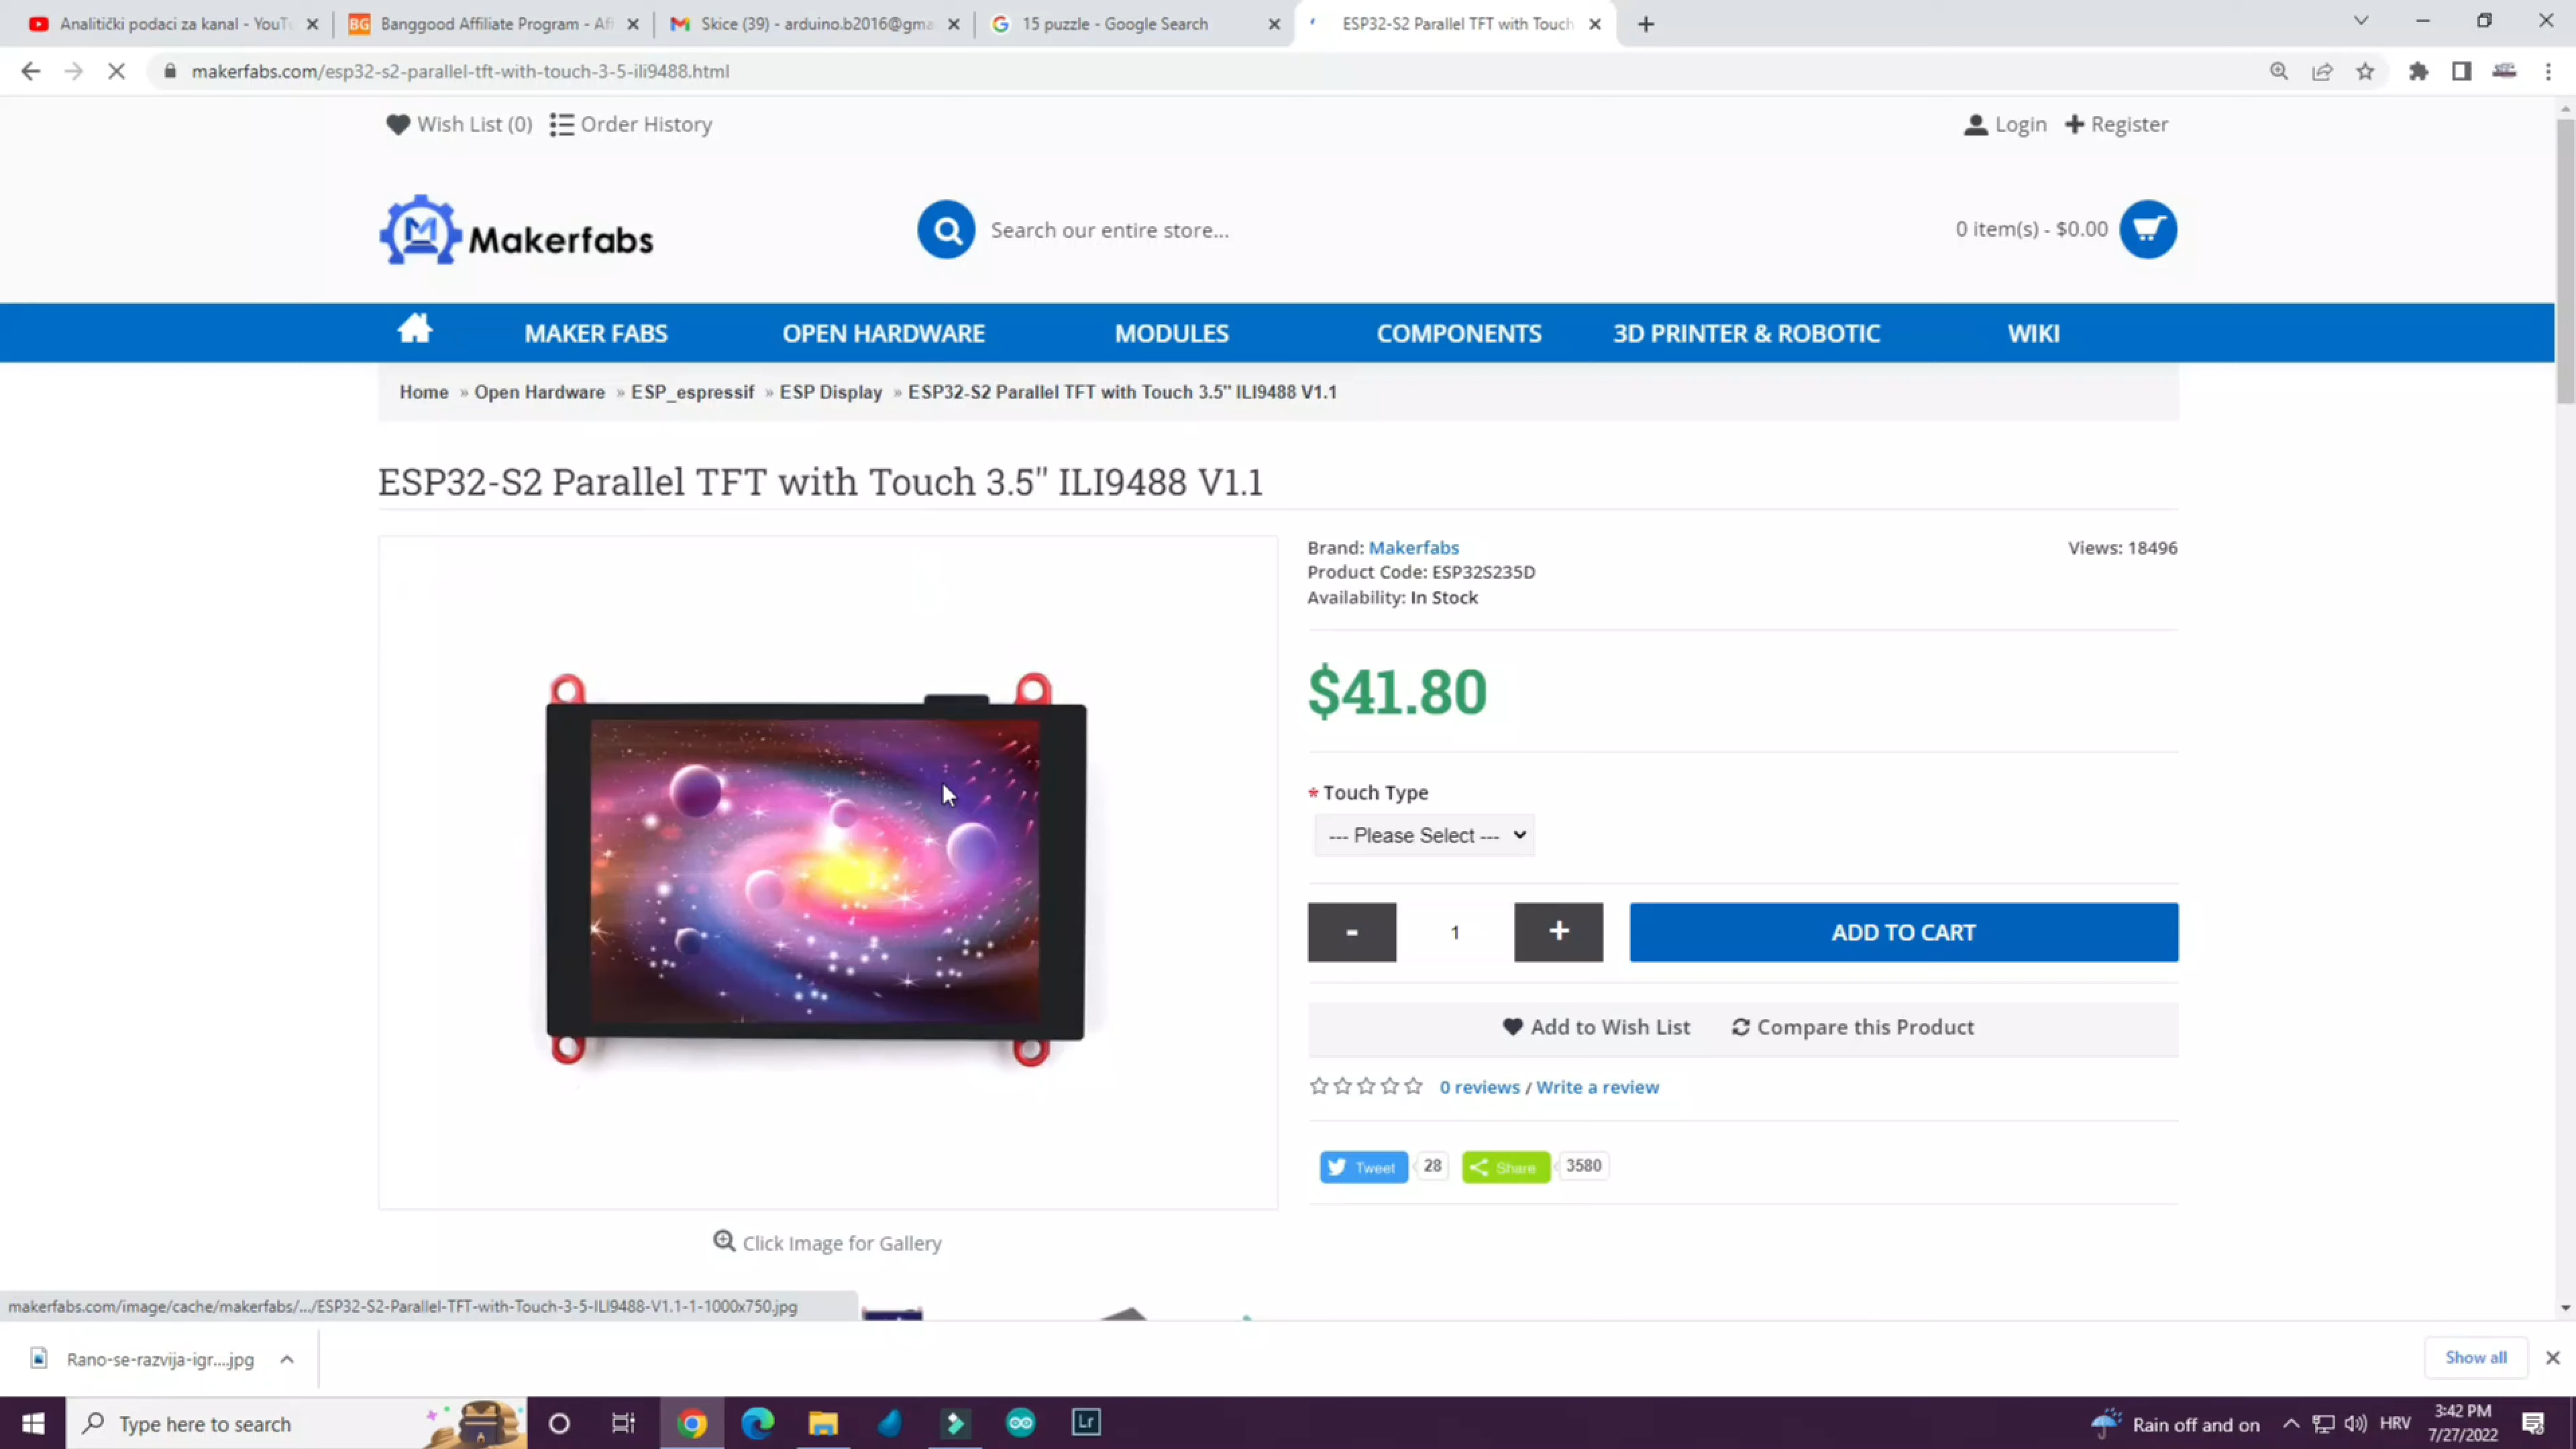 Analitički podaci za kanal - YouT
Banggood Affiliate Program - Afi
Skice (39) - arduino.b2016@gma
15 puzzle - Google Search
ESP32-S2 Parallel TFT with Touch
makerfabs.com/esp32-s2-parallel-tft-with-touch-3-5-ili9488.html
Wish List (0) Order History
Login Register
Makerfabs
Search our entire store...
0 item(s) - $0.00
MAKER FABS OPEN HARDWARE MODULES COMPONENTS 3D PRINTER & ROBOTIC WIKI
Home » Open Hardware » ESP_espressif » ESP Display » ESP32-S2 Parallel TFT with Touch 3.5" ILI9488 V1.1
ESP32-S2 Parallel TFT with Touch 3.5" ILI9488 V1.1
Brand: Makerfabs
Views: 18496
Product Code: ESP32S235D
Availability: In Stock
$41.80
* Touch Type
--- Please Select ---
- 1 + ADD TO CART
Add to Wish List Compare this Product
0 reviews / Write a review
Tweet 28 Share 3580
Click Image for Gallery
makerfabs.com/image/cache/makerfabs/.../ESP32-S2-Parallel-TFT-with-Touch-3-5-ILI9488-V1.1-1-1000x750.jpg
Rano-se-razvija-igr....jpg
Show all
Type here to search
Lr
Rain off and on
HRV
3:42 PM
7/27/2022